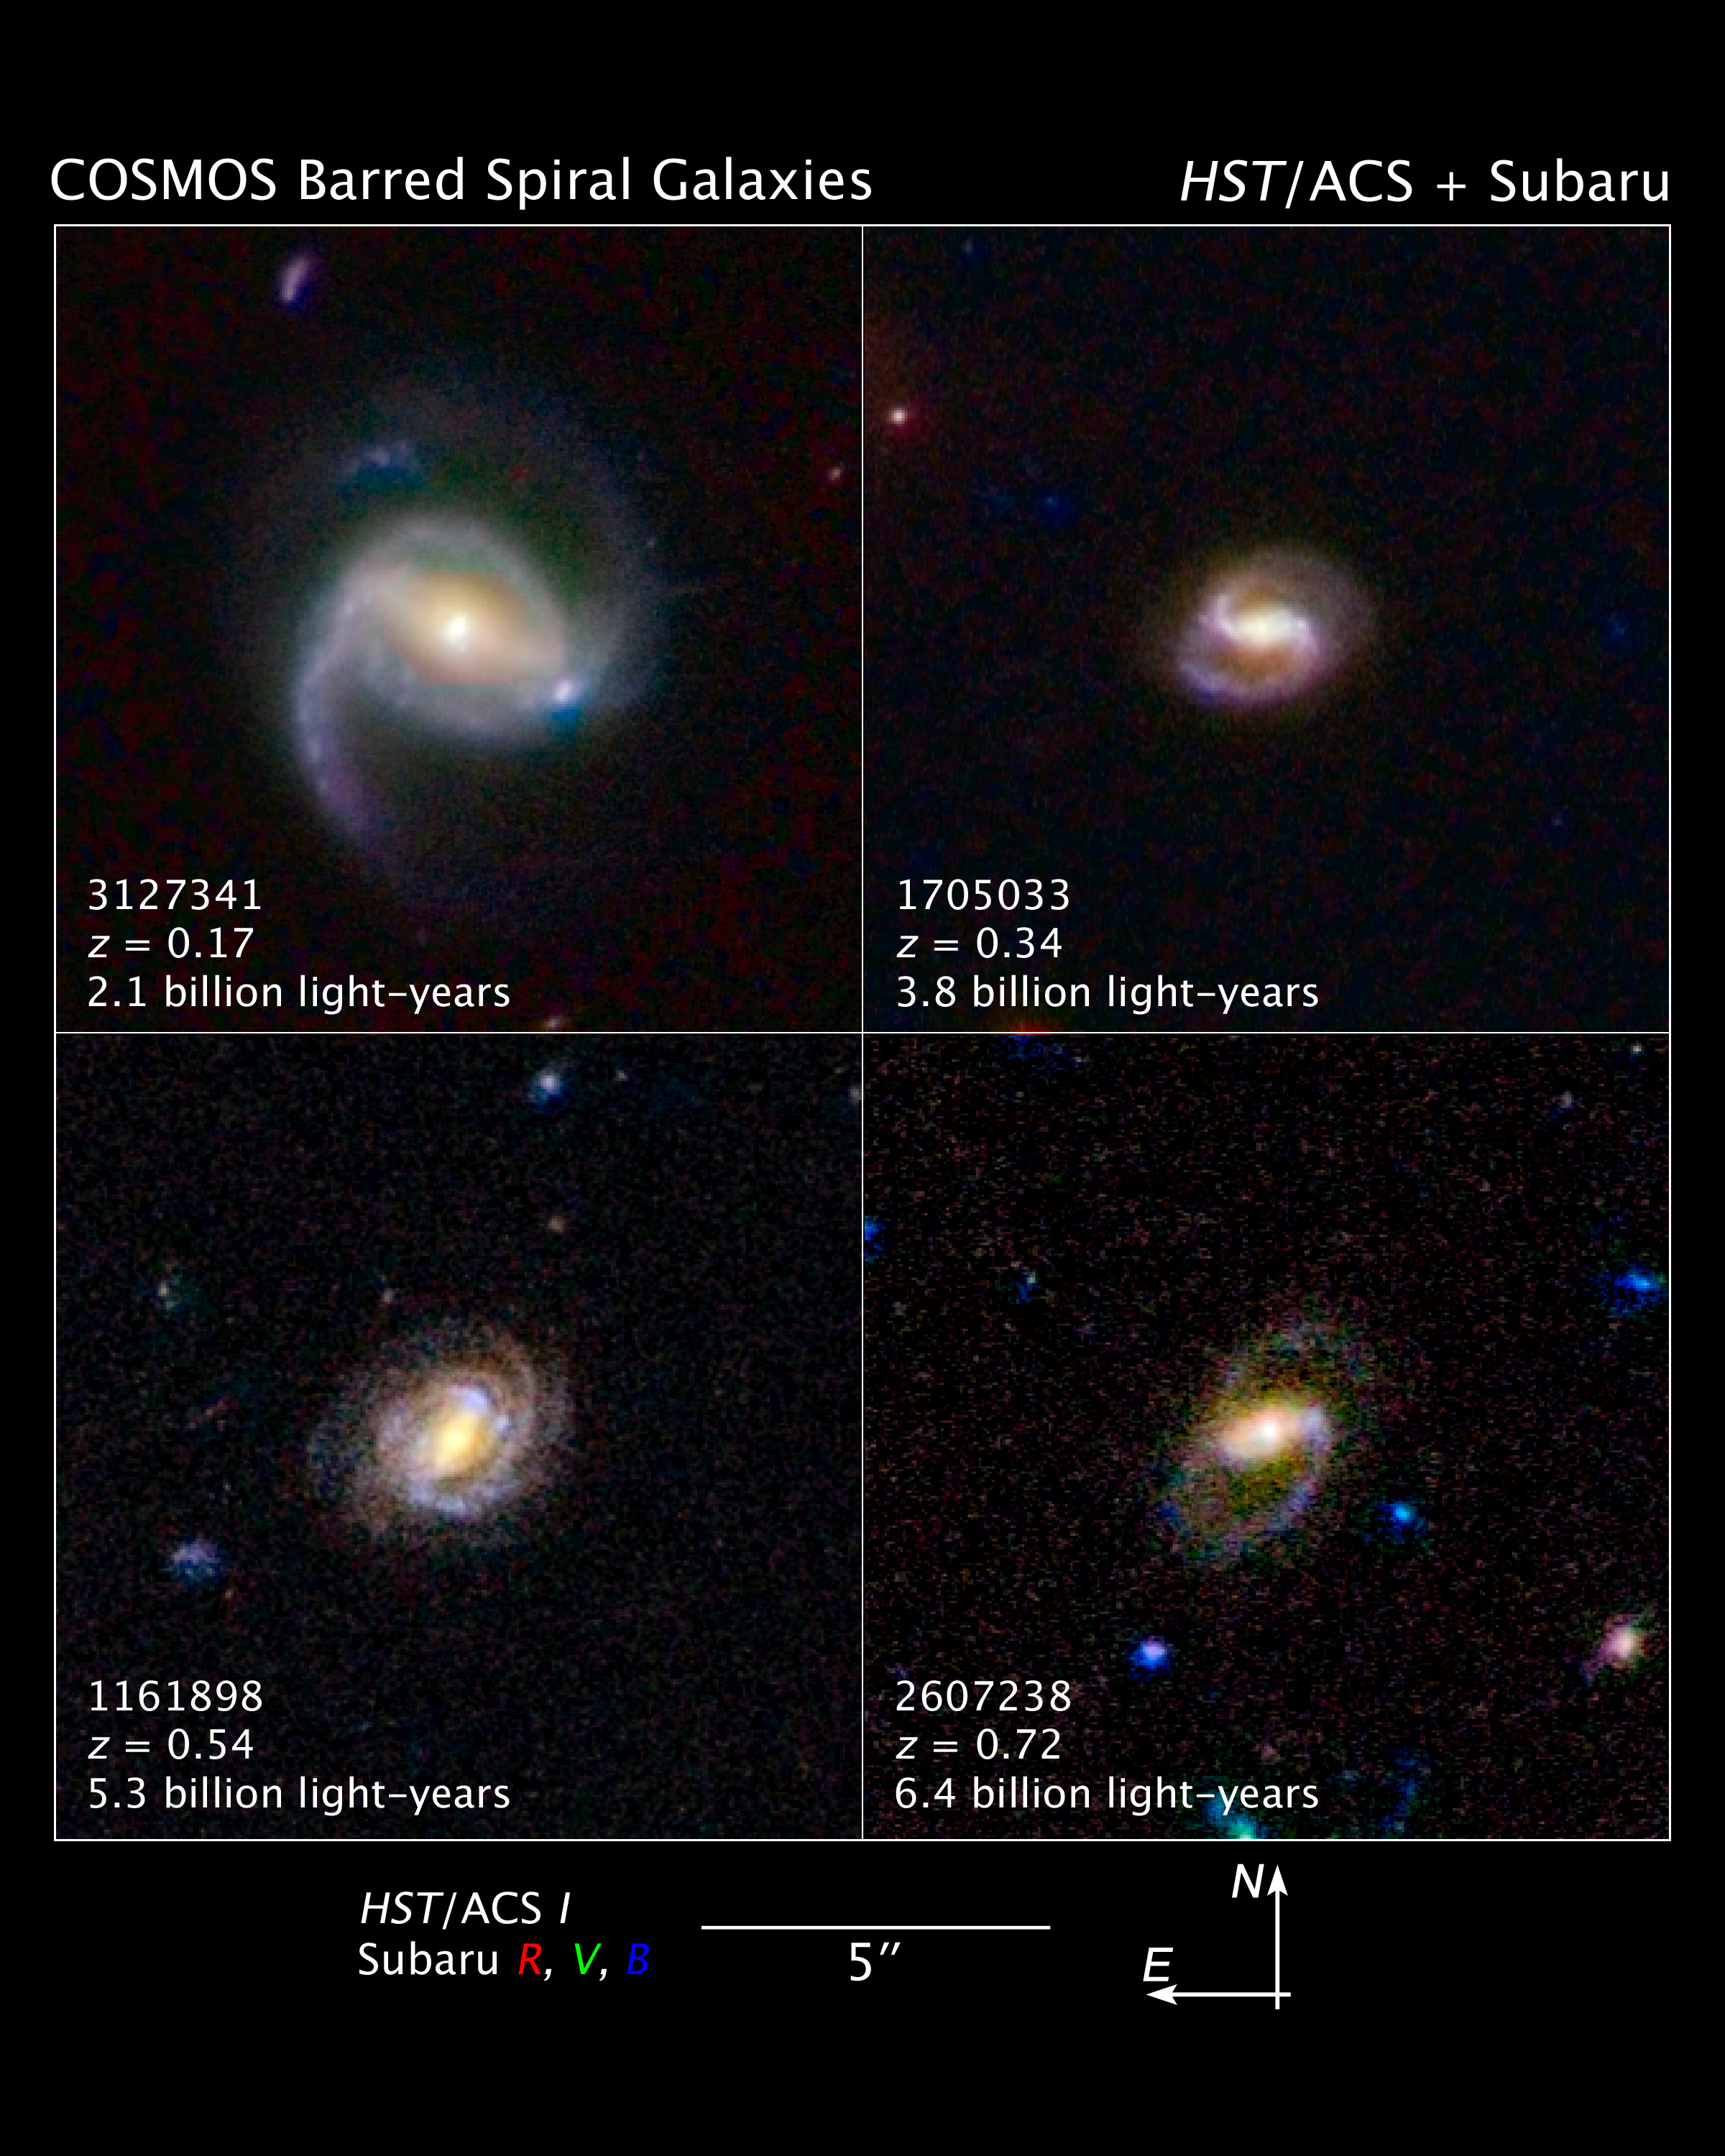 COSMOS Barred Spiral Galaxies
HST/ACS + Subaru
3127341
z = 0.17
2.1 billion light-years
1705033
z = 0.34
3.8 billion light-years
1161898
z = 0.54
5.3 billion light-years
2607238
z = 0.72
6.4 billion light-years
HST/ACS I
Subaru R, V, B
5″
N
E